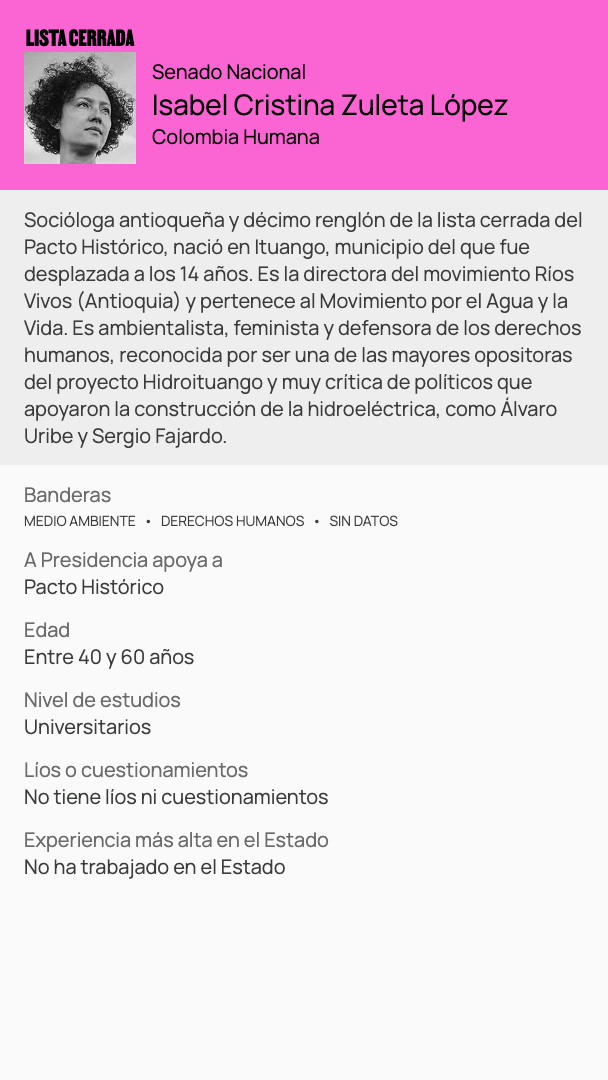 LISTA CERRADA
Senado Nacional
Isabel Cristina Zuleta López
Colombia Humana
Socióloga antioqueña y décimo renglón de la lista cerrada del
Pacto Histórico, nació en Ituango, municipio del que fue
desplazada a los 14 años. Es la directora del movimiento Ríos
Vivos (Antioquia) y pertenece al Movimiento por el Agua y la
Vida. Es ambientalista, feminista y defensora de los derechos
humanos, reconocida por ser una de las mayores opositoras
del proyecto Hidroituango y muy crítica de políticos que
apoyaron la construcción de la hidroeléctrica, como Álvaro
Uribe y Sergio Fajardo.
Banderas
MEDIO AMBIENTE • DERECHOS HUMANOS • SIN DATOS
A Presidencia apoya a
Pacto Histórico
Edad
Entre 40 y 60 años
Nivel de estudios
Universitarios
Líos o cuestionamientos
No tiene líos ni cuestionamientos
Experiencia más alta en el Estado
No ha trabajado en el Estado